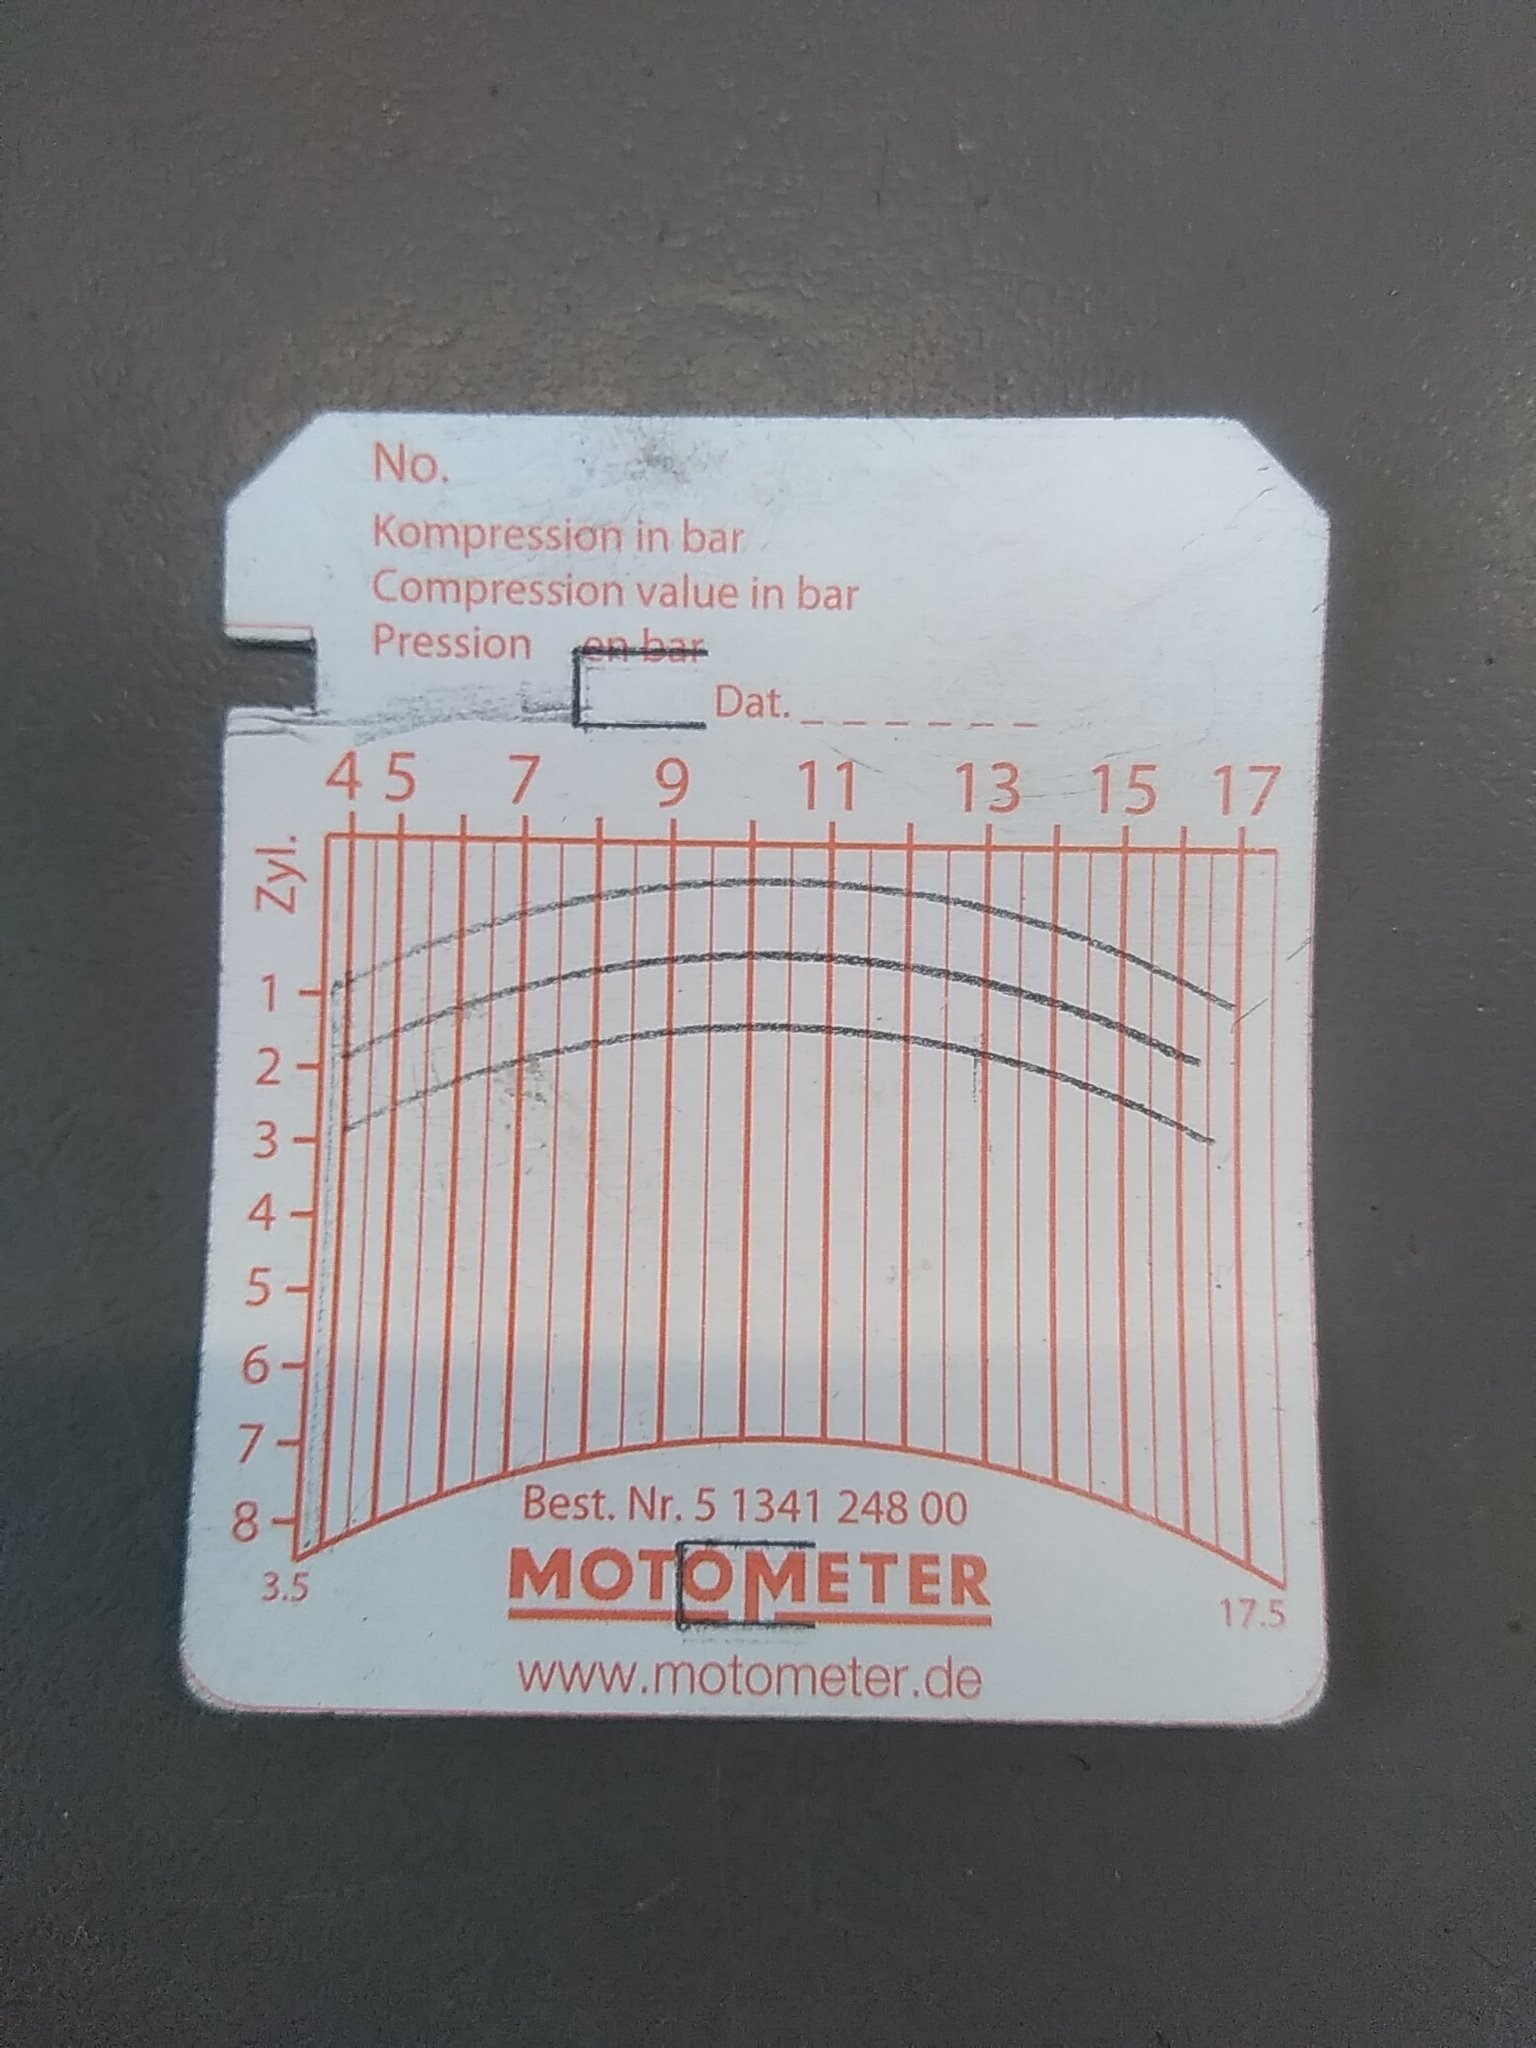 No.
Kompression in bar
Compression value in bar
Pression en bar
Dat. _ _ _ _ _ _
4 5 7 9 11 13 15 17
Zyl.
1
2
3
4
5
6
7
8
3.5
17.5
Best. Nr. 5 1341 248 00
MOTOMETER
www.motometer.de